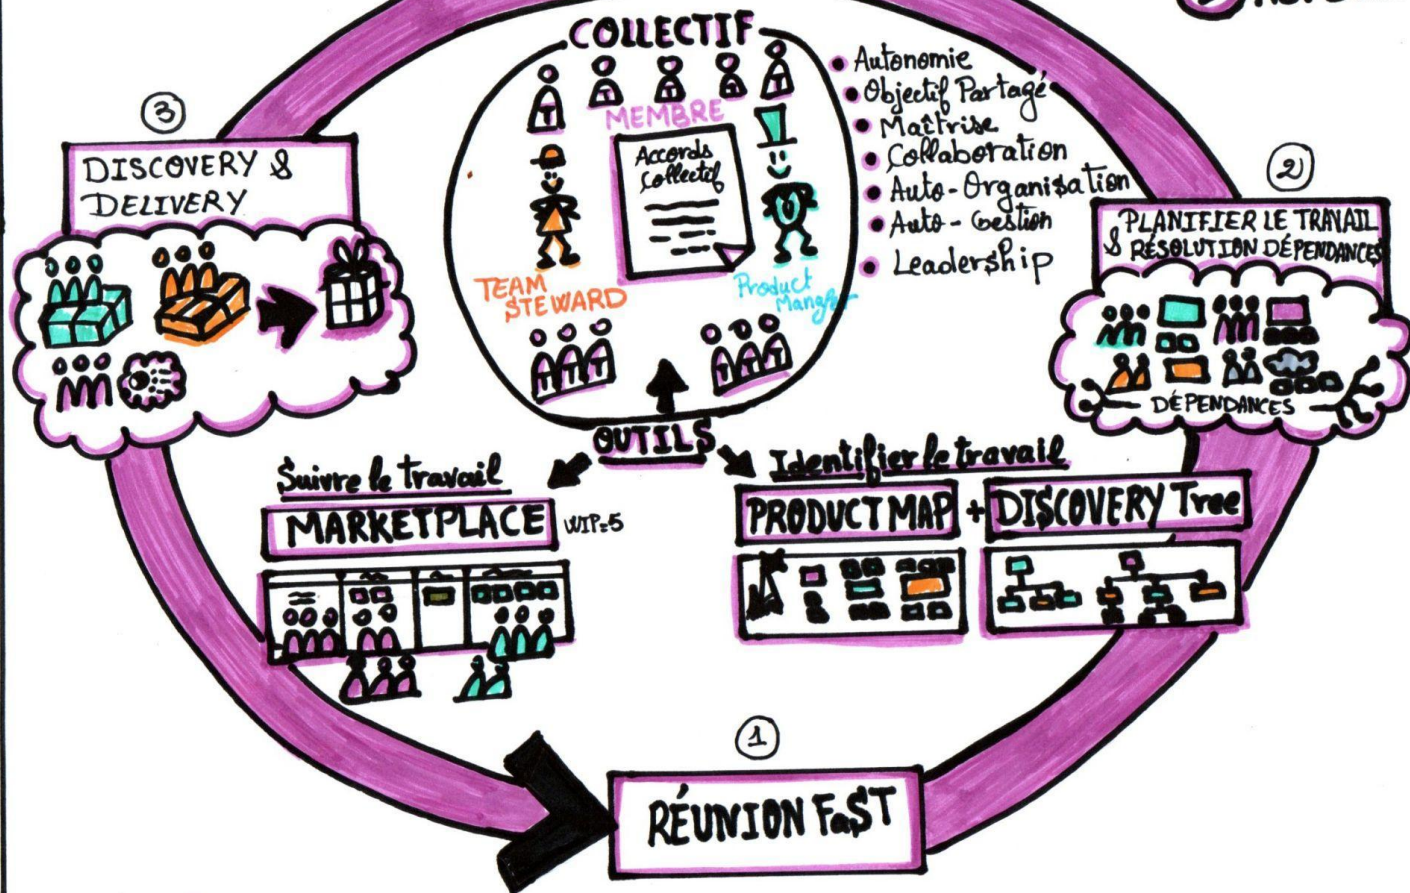 COLLECTIF
MEMBRE
Accords
Collectif
TEAM
STEWARD
Product
• Autonomie
• Objectif Partagé
• Maîtrise
• Collaboration
• Auto-Organisation
• Auto-Gestion
• Leadership
3
DISCOVERY &
DELIVERY
2
PLANIFIER LE TRAVAIL
& RÉSOLUTION DÉPENDANCES
DÉPENDANCES
OUTILS
Suivre le travail
MARKETPLACE
WIP=5
Identifier le travail
PRODUCT MAP + DISCOVERY Tree
1
RÉUNION FaST